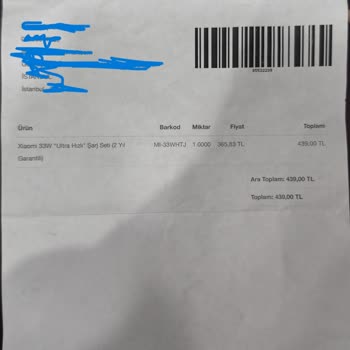 İstanbul
Ürün Barkod Miktar Fiyat Toplam
Xiaomi 33W "Ultra Hızlı" Şarj Seti (2 Yıl Garantili) MI-33WHTJ 1.0000 365,83 TL 439,00 TL
Ara Toplam: 439,00 TL
Toplam: 439,00 TL